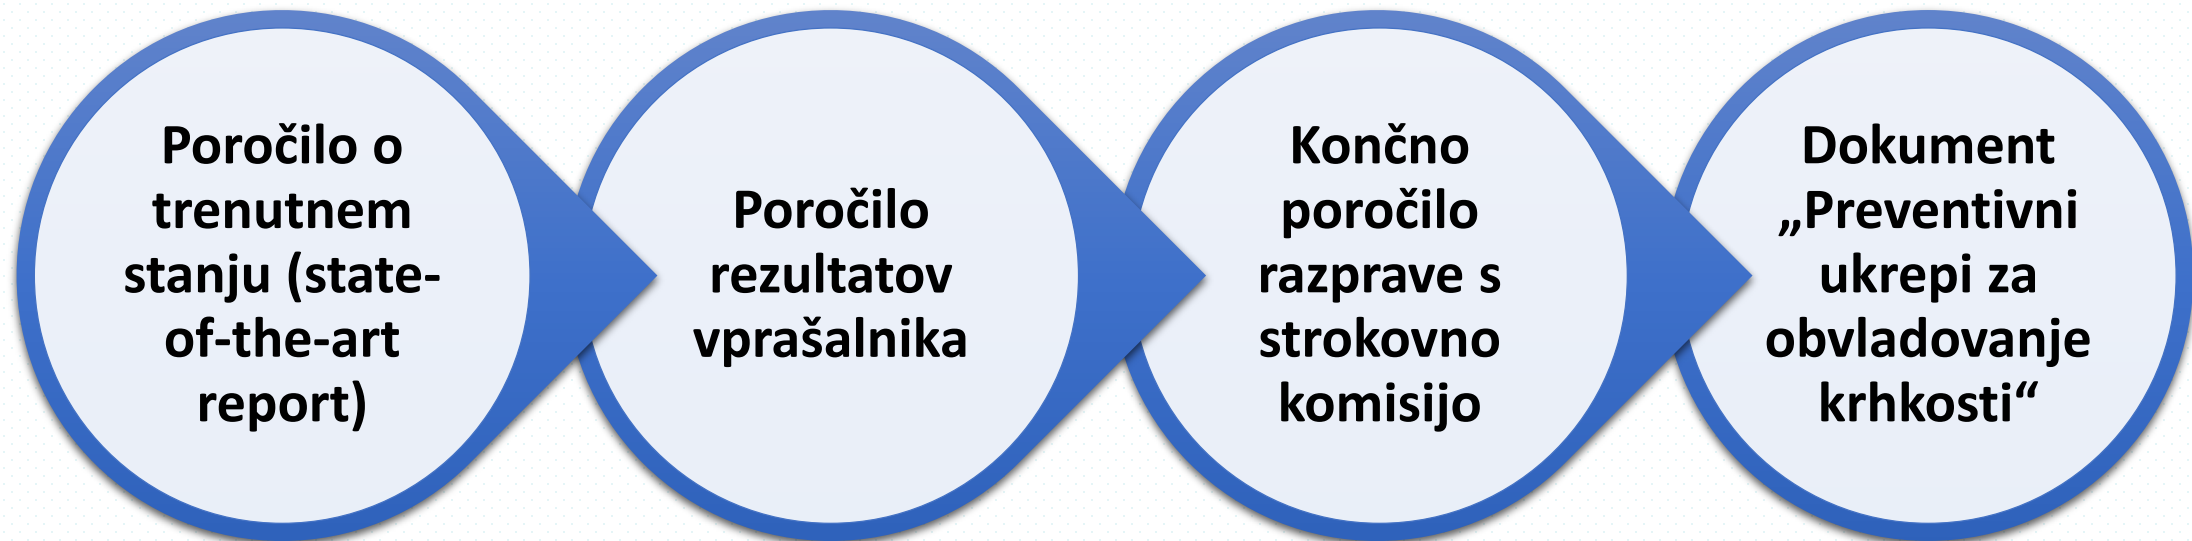 Poročilo o
trenutnem
stanju (state-
of-the-art
report)
Poročilo
rezultatov
vprašalnika
Končno
poročilo
razprave s
strokovno
komisijo
Dokument
„Preventivni
ukrepi za
obvladovanje
krhkosti“